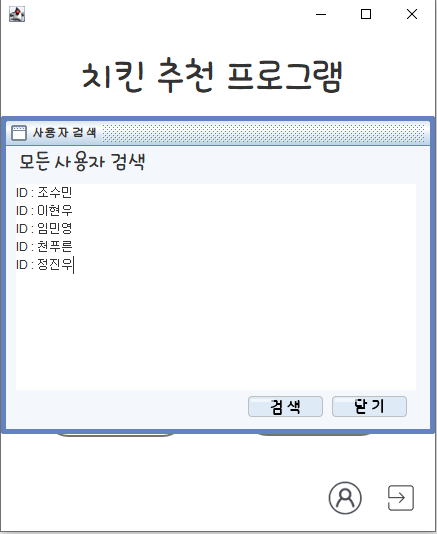 치킨 추천 프로그램
사용자 검색
모든 사용자 검색
ID : 조수민
ID : 이현우
ID : 임민영
ID : 천푸른
ID : 정진우
검 색
닫 기